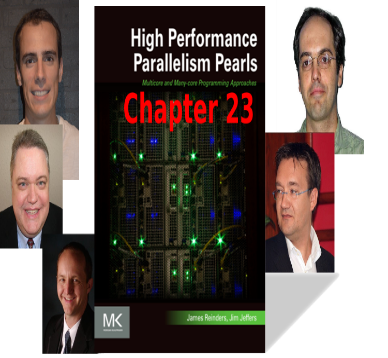 High Performance
Parallelism Pearls
Multicore and Many-core Programming Approaches
Chapter 23
MK
James Reinders, Jim Jeffers